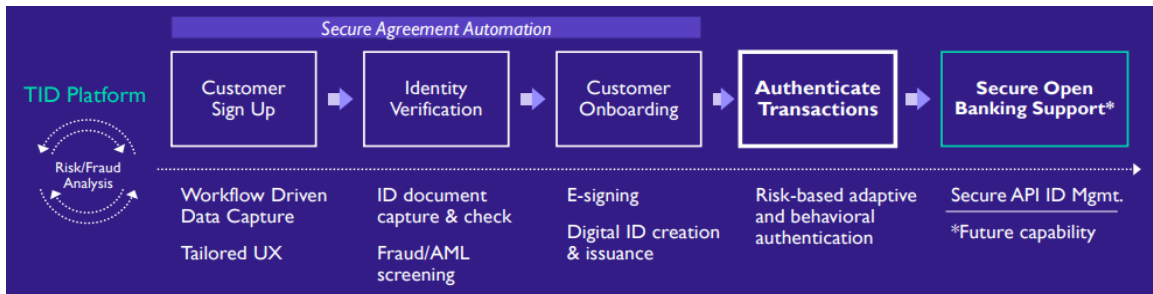 Secure Agreement Automation
TID Platform
Risk/Fraud
Analysis
Customer
Sign Up
Identity
Verification
Customer
Onboarding
Authenticate
Transactions
Secure Open
Banking Support*
Workflow Driven
Data Capture
Tailored UX
ID document
capture & check
Fraud/AML
screening
E-signing
Digital ID creation
& issuance
Risk-based adaptive
and behavioral
authentication
Secure API ID Mgmt.
*Future capability